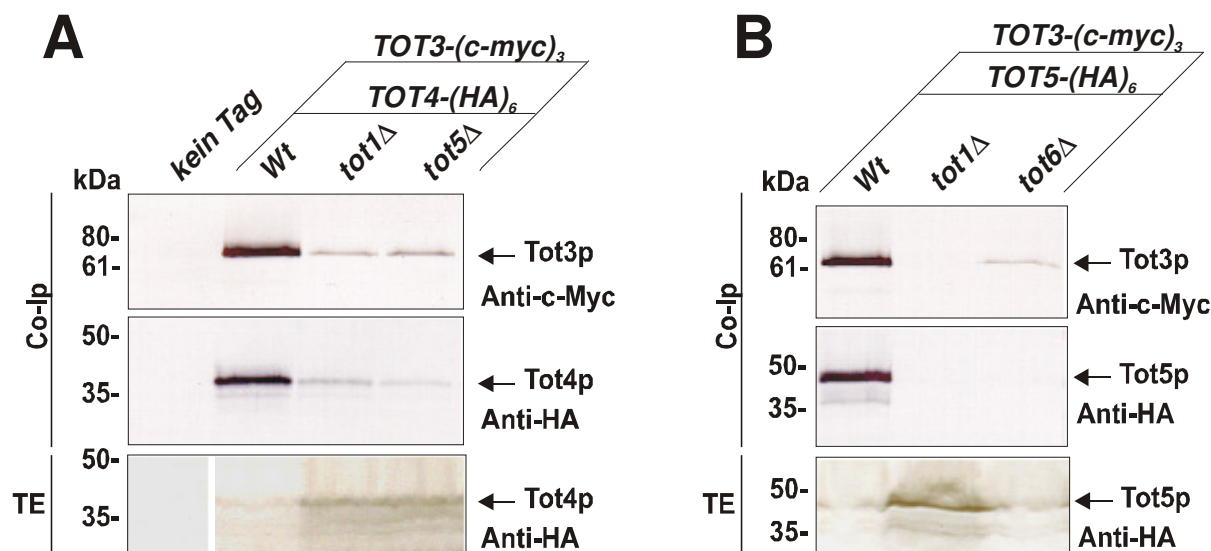 A
TOT3-(c-myc)₃
TOT4-(HA)₆
kein Tag
Wt
tot1Δ
tot5Δ
kDa
Co-Ip
80-
61-
Tot3p
Anti-c-Myc
50-
35-
Tot4p
Anti-HA
TE
50-
35-
Tot4p
Anti-HA
B
TOT3-(c-myc)₃
TOT5-(HA)₆
Wt
tot1Δ
tot6Δ
kDa
Co-Ip
80-
61-
Tot3p
Anti-c-Myc
50-
35-
Tot5p
Anti-HA
TE
50-
35-
Tot5p
Anti-HA